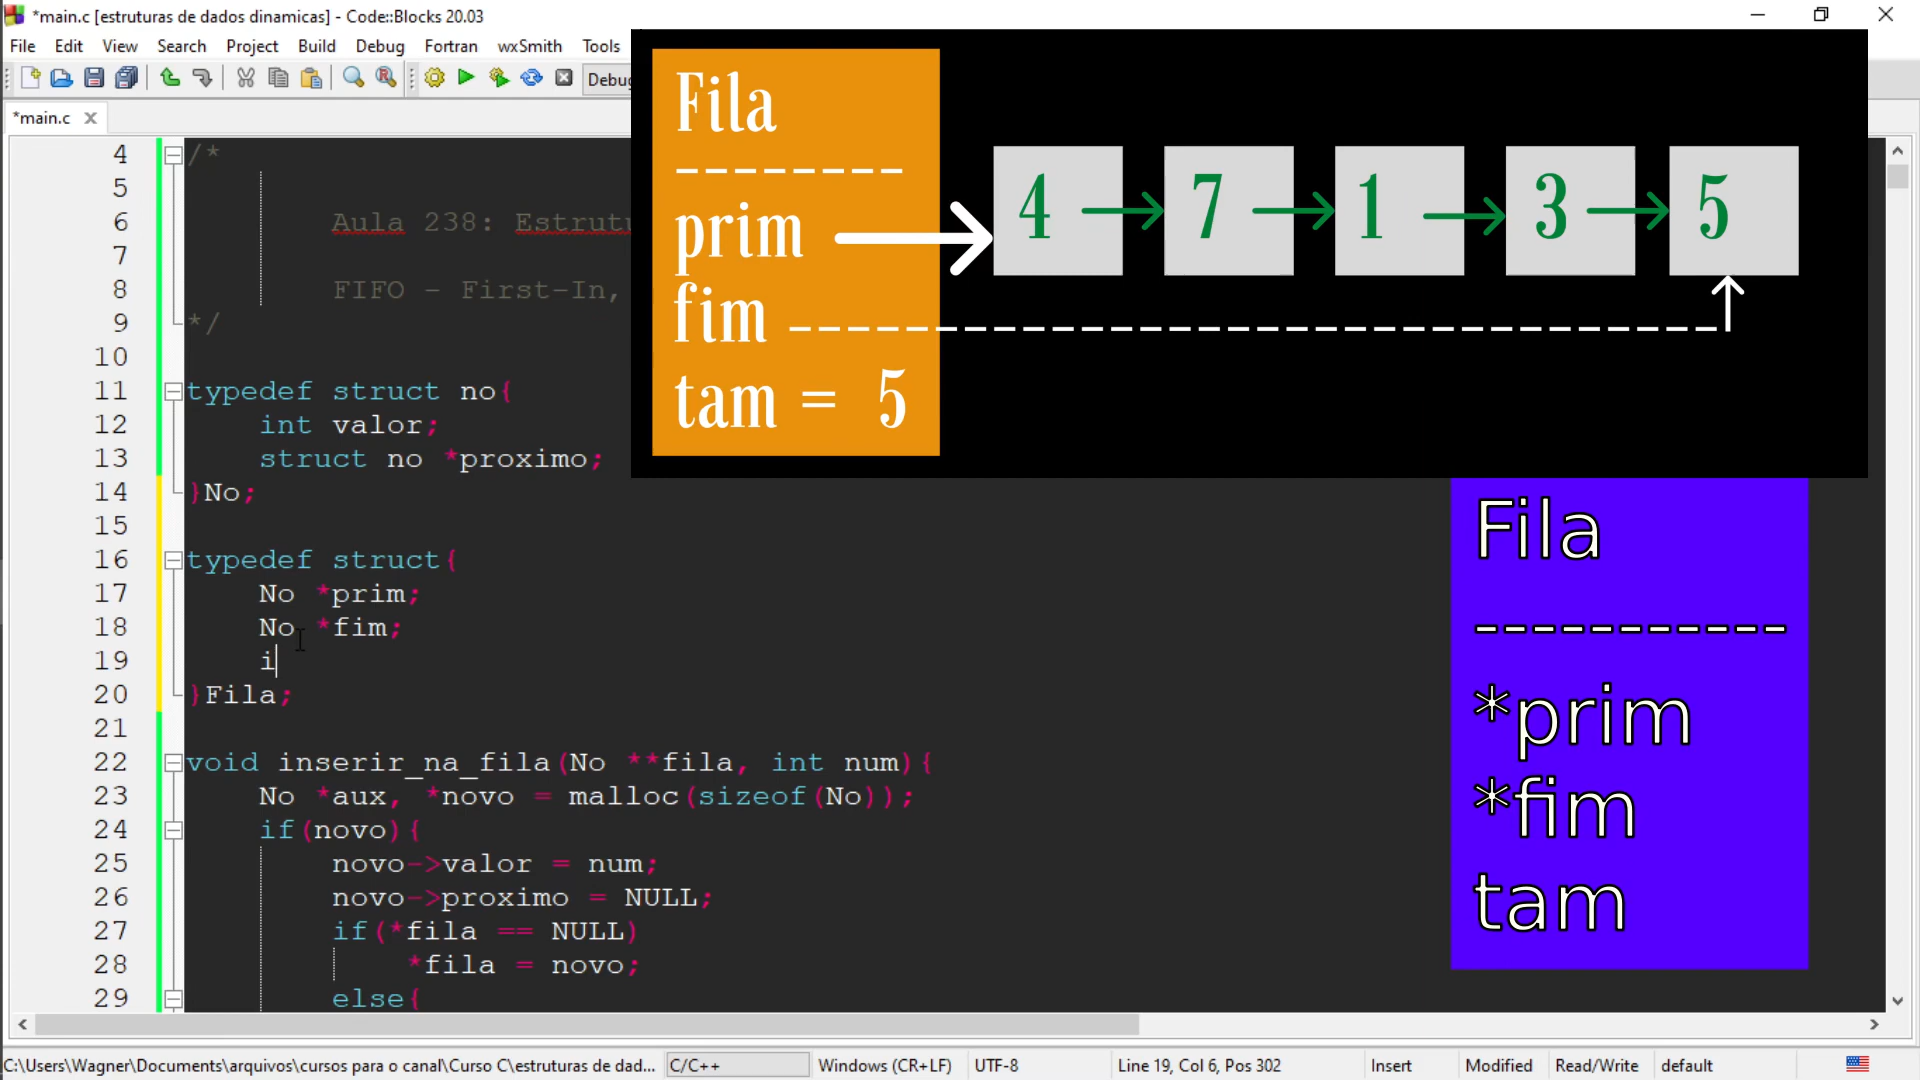 *main.c [estruturas de dados dinamicas] - Code::Blocks 20.03
File Edit View Search Project Build Debug Fortran wxSmith Tools
*main.c
4 /*
5
6 Aula 238:
7
8 FIFO - First-In,
9 */
10
11 typedef struct no{
12 int valor;
13 struct no *proximo;
14 }No;
15
16 typedef struct{
17 No *prim;
18 No *fim;
19 i
20 }Fila;
21
22 void inserir_na_fila(No **fila, int num){
23 No *aux, *novo = malloc(sizeof(No));
24 if(novo){
25 novo->valor = num;
26 novo->proximo = NULL;
27 if(*fila == NULL)
28 *fila = novo;
29 else{
Fila
--------
prim
fim
tam = 5
4 7 1 3 5
Fila
-----------
*prim
*fim
tam
C:\Users\Wagner\Documents\arquivos\cursos para o canal\Curso C\estruturas de dad... C/C++ Windows (CR+LF) UTF-8 Line 19, Col 6, Pos 302 Insert Modified Read/Write default